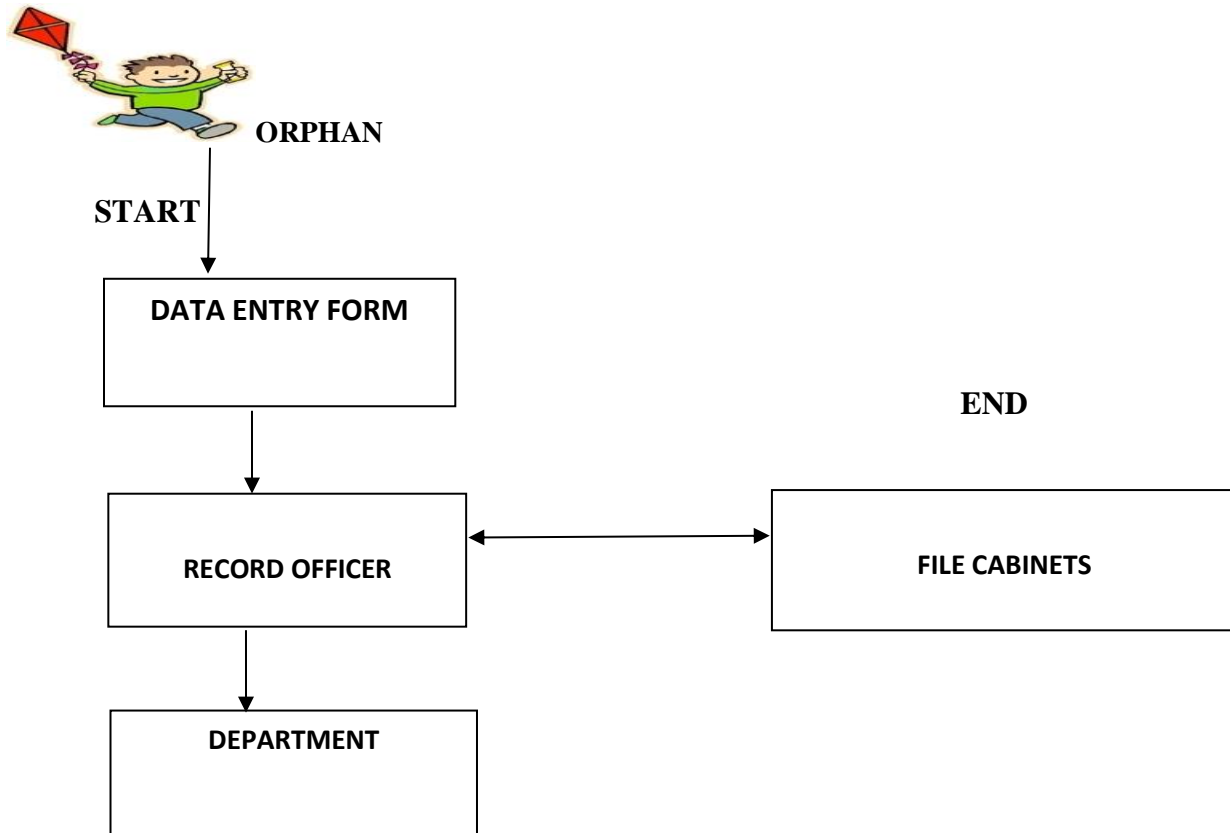 ORPHAN
START
DATA ENTRY FORM
END
RECORD OFFICER
FILE CABINETS
DEPARTMENT